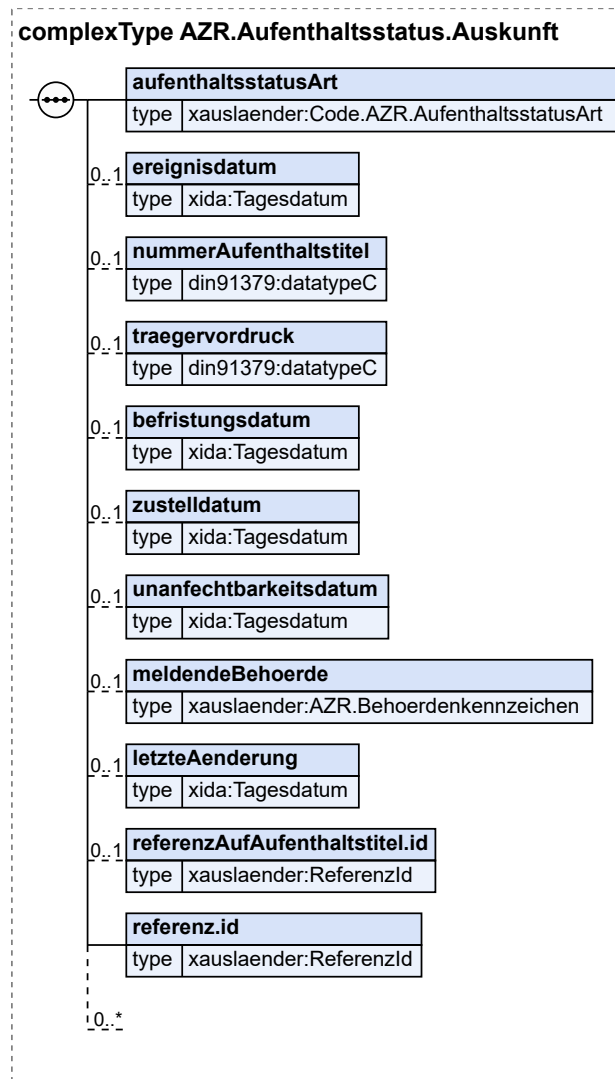 complexType AZR.Aufenthaltsstatus.Auskunft
aufenthaltsstatusArt
type xauslaender:Code.AZR.AufenthaltsstatusArt
0..1 ereignisdatum
type xida:Tagesdatum
0..1 nummerAufenthaltstitel
type din91379:datatypeC
0..1 traegervordruck
type din91379:datatypeC
0..1 befristungsdatum
type xida:Tagesdatum
0..1 zustelldatum
type xida:Tagesdatum
0..1 unanfechtbarkeitsdatum
type xida:Tagesdatum
0..1 meldendeBehoerde
type xauslaender:AZR.Behoerdenkennzeichen
0..1 letzteAenderung
type xida:Tagesdatum
0..1 referenzAufAufenthaltstitel.id
type xauslaender:ReferenzId
referenz.id
type xauslaender:ReferenzId
0..*